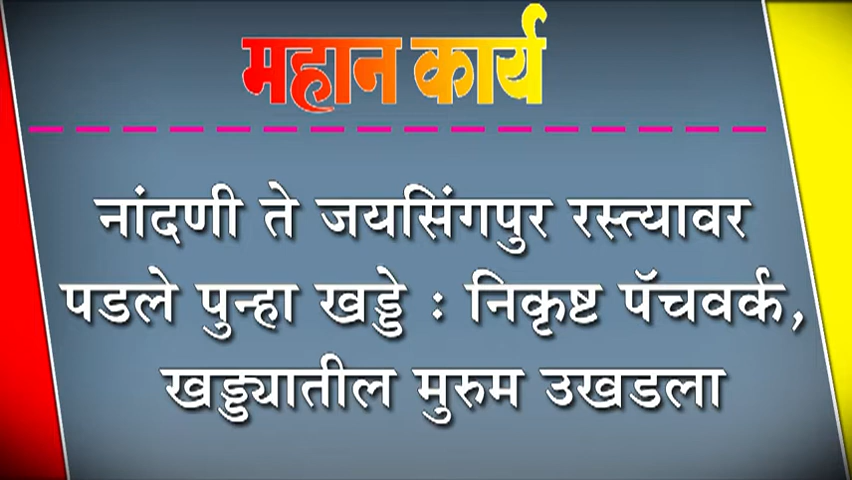 महान कार्य
नांदणी ते जयसिंगपुर रस्त्यावर
पडले पुन्हा खड्डे : निकृष्ट पॅचवर्क,
खड्ड्यातील मुरुम उखडला